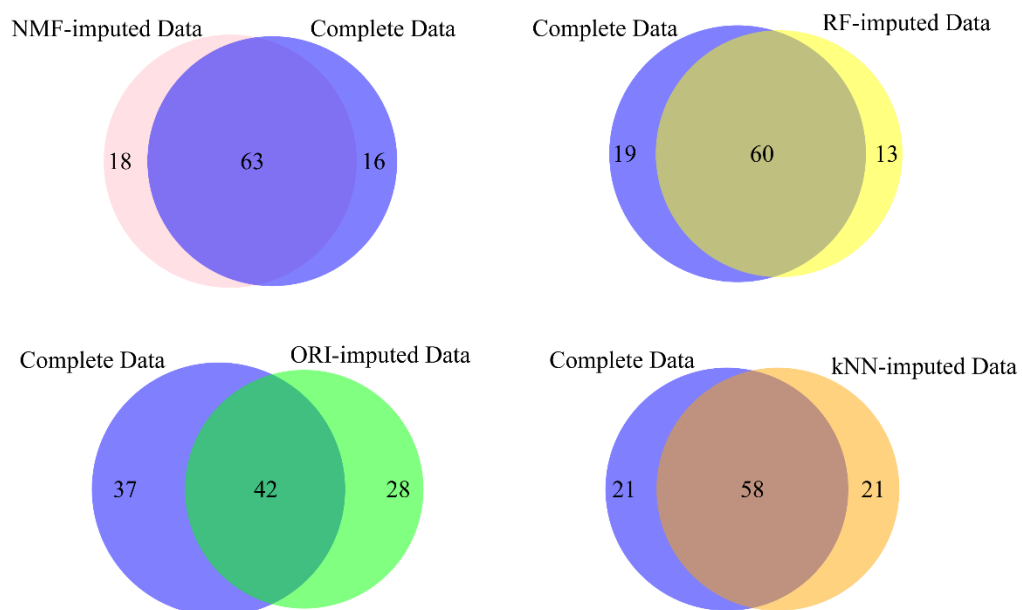 NMF-imputed Data
Complete Data
18
63
16
Complete Data
RF-imputed Data
19
60
13
Complete Data
ORI-imputed Data
37
42
28
Complete Data
kNN-imputed Data
21
58
21